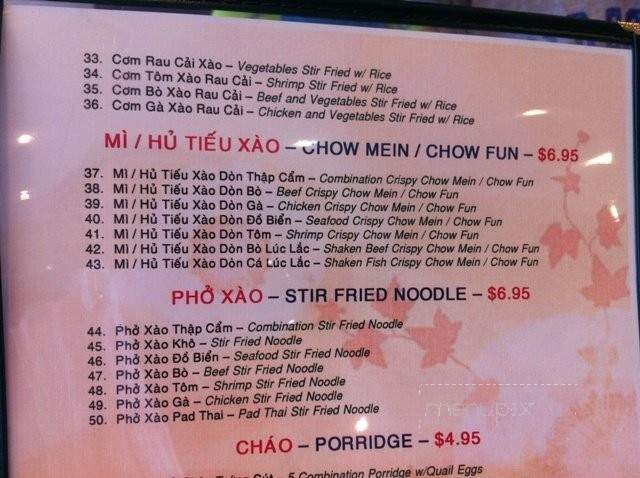 33. Cơm Rau Cải Xào – Vegetables Stir Fried w/ Rice
34. Cơm Tôm Xào Rau Cải – Shrimp Stir Fried w/ Rice
35. Cơm Bò Xào Rau Cải – Beef and Vegetables Stir Fried w/ Rice
36. Cơm Gà Xào Rau Cải – Chicken and Vegetables Stir Fried w/ Rice
MÌ / HỦ TIẾU XÀO – CHOW MEIN / CHOW FUN – $6.95
37. Mì / Hủ Tiếu Xào Dòn Thập Cẩm – Combination Crispy Chow Mein / Chow Fun
38. Mì / Hủ Tiếu Xào Dòn Bò – Beef Crispy Chow Mein / Chow Fun
39. Mì / Hủ Tiếu Xào Dòn Gà – Chicken Crispy Chow Mein / Chow Fun
40. Mì / Hủ Tiếu Xào Dòn Đồ Biển – Seafood Crispy Chow Mein / Chow Fun
41. Mì / Hủ Tiếu Xào Dòn Tôm – Shrimp Crispy Chow Mein / Chow Fun
42. Mì / Hủ Tiếu Xào Dòn Bò Lúc Lắc – Shaken Beef Crispy Chow Mein / Chow Fun
43. Mì / Hủ Tiếu Xào Dòn Cá Lúc Lắc – Shaken Fish Crispy Chow Mein / Chow Fun
PHỞ XÀO – STIR FRIED NOODLE – $6.95
44. Phở Xào Thập Cẩm – Combination Stir Fried Noodle
45. Phở Xào Khô – Stir Fried Noodle
46. Phở Xào Đồ Biển – Seafood Stir Fried Noodle
47. Phở Xào Bò – Beef Stir Fried Noodle
48. Phở Xào Tôm – Shrimp Stir Fried Noodle
49. Phở Xào Gà – Chicken Stir Fried Noodle
50. Phở Xào Pad Thai – Pad Thai Stir Fried Noodle
menupix
CHÁO – PORRIDGE – $4.95
– 5 Combination Porridge w/Quail Eggs